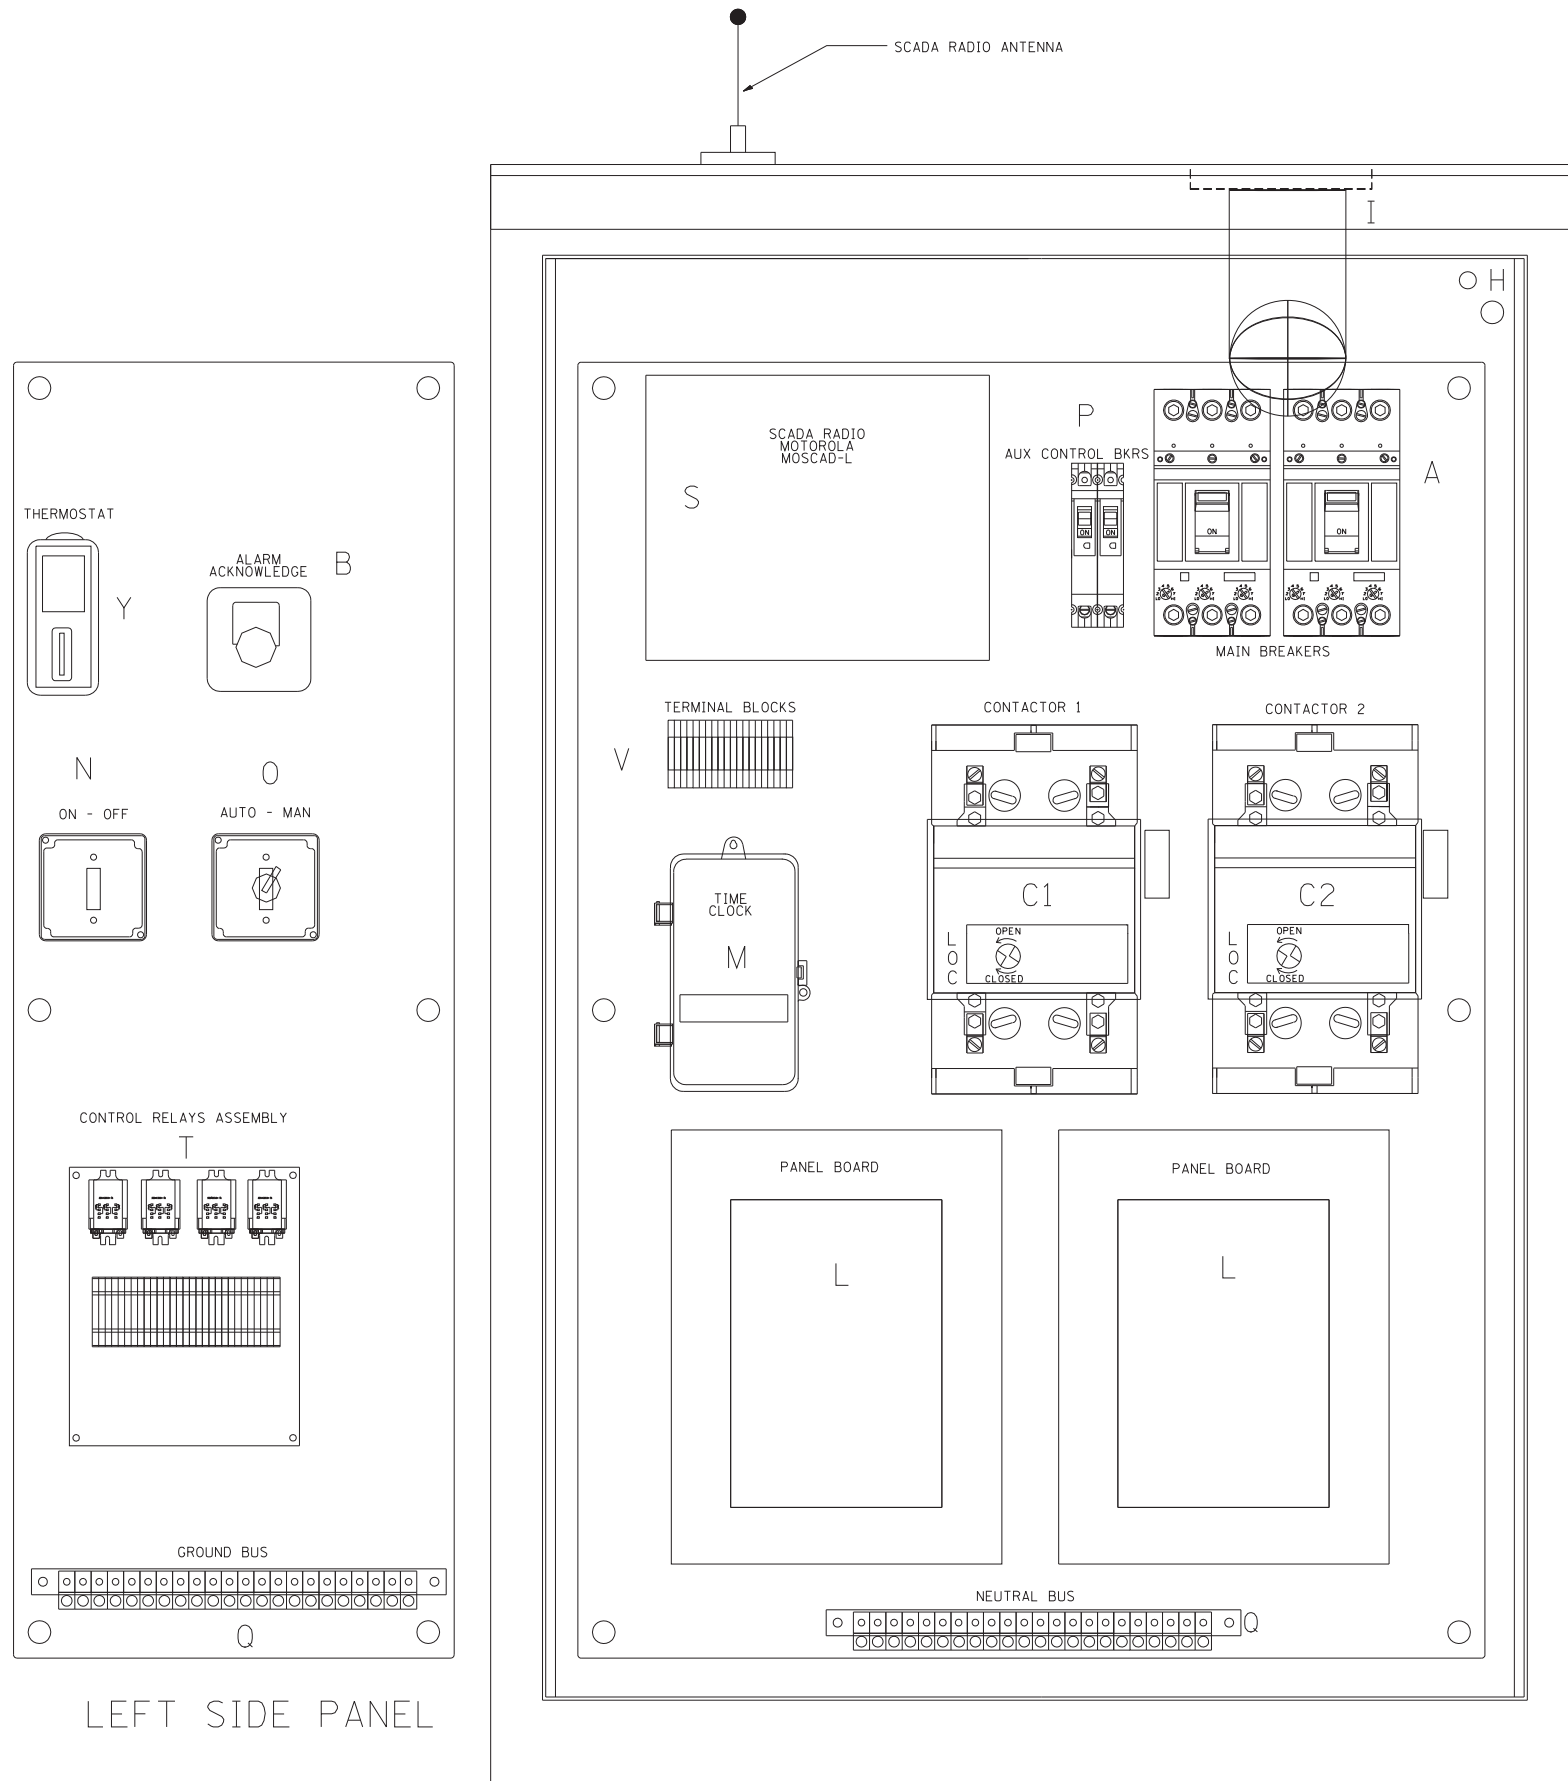 SCADA RADIO ANTENNA
I
H
THERMOSTAT
Y
ALARM
ACKNOWLEDGE
B
N
ON - OFF
O
AUTO - MAN
CONTROL RELAYS ASSEMBLY
T
GROUND BUS
Q
LEFT SIDE PANEL
SCADA RADIO
MOTOROLA
MOSCAD-L
S
P
AUX CONTROL BKRS
ON
ON
ON
ON
A
MAIN BREAKERS
TERMINAL BLOCKS
V
CONTACTOR 1
CONTACTOR 2
TIME
CLOCK
M
C1
L
O
C
OPEN
CLOSED
C2
L
O
C
OPEN
CLOSED
PANEL BOARD
L
PANEL BOARD
L
NEUTRAL BUS
Q